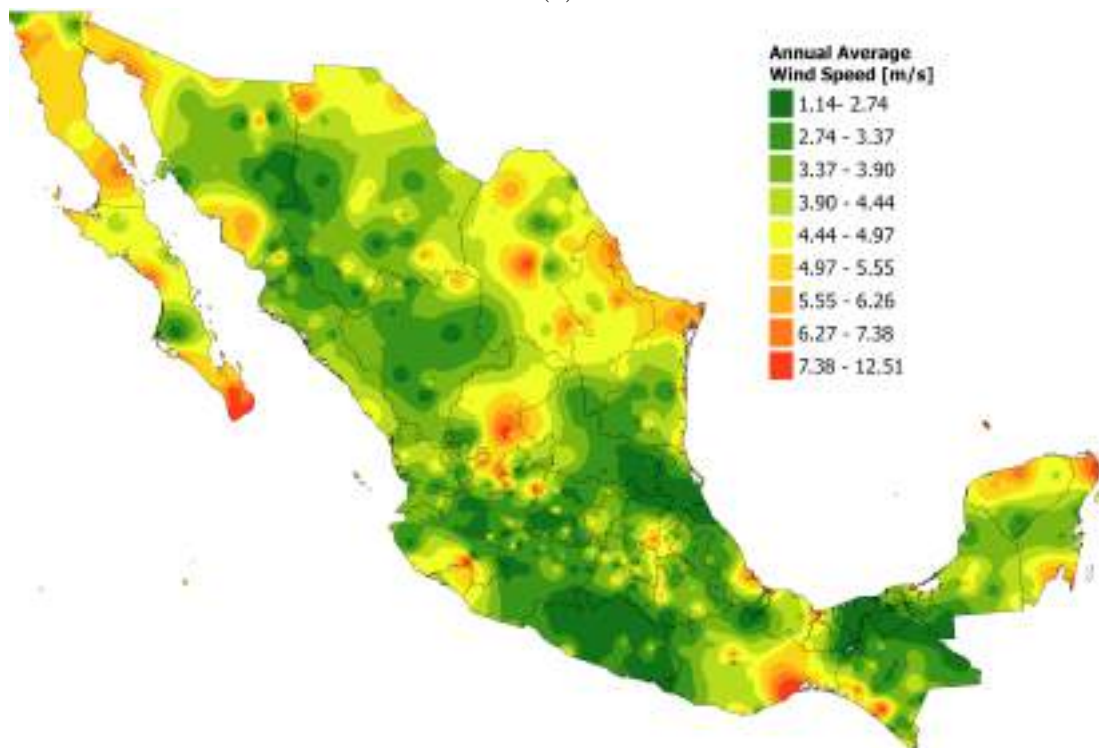 Annual Average
Wind Speed [m/s]
1.14- 2.74
2.74 - 3.37
3.37 - 3.90
3.90 - 4.44
4.44 - 4.97
4.97 - 5.55
5.55 - 6.26
6.27 - 7.38
7.38 - 12.51